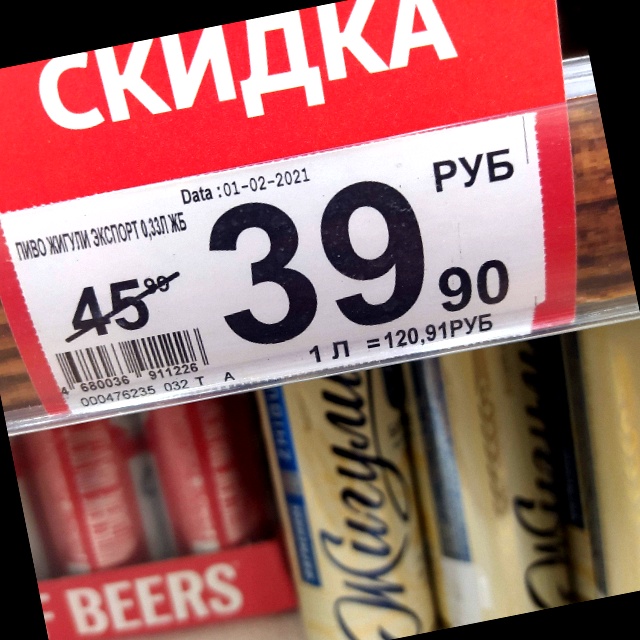 СКИДКА
Data : 01-02-2021
РУБ
ПИВО ЖИГУЛИ ЭКСПОРТ 0,33Л ЖБ
45 99
39 90
1 Л =120,91РУБ
4 680036 911226
000476235 032 Т А
Жигули
BEERS